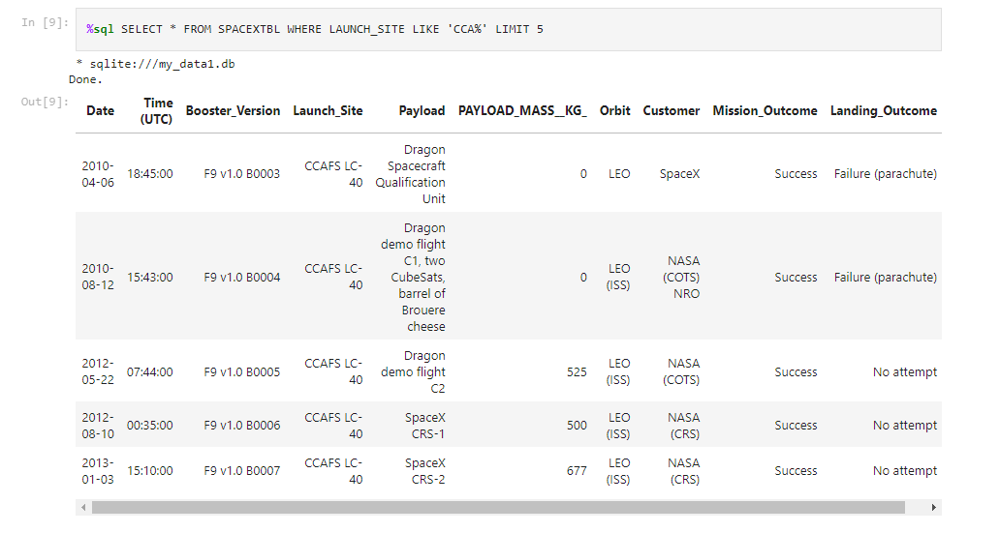 In [9]:
%sql SELECT * FROM SPACEXTBL WHERE LAUNCH_SITE LIKE 'CCA%' LIMIT 5
* sqlite:///my_data1.db
Done.
Out[9]:
Date Time (UTC) Booster_Version Launch_Site Payload PAYLOAD_MASS__KG_ Orbit Customer Mission_Outcome Landing_Outcome
2010-04-06 18:45:00 F9 v1.0 B0003 CCAFS LC-40 Dragon Spacecraft Qualification Unit 0 LEO SpaceX Success Failure (parachute)
2010-08-12 15:43:00 F9 v1.0 B0004 CCAFS LC-40 Dragon demo flight C1, two CubeSats, barrel of Brouere cheese 0 LEO (ISS) NASA (COTS) NRO Success Failure (parachute)
2012-05-22 07:44:00 F9 v1.0 B0005 CCAFS LC-40 Dragon demo flight C2 525 LEO (ISS) NASA (COTS) Success No attempt
2012-08-10 00:35:00 F9 v1.0 B0006 CCAFS LC-40 SpaceX CRS-1 500 LEO (ISS) NASA (CRS) Success No attempt
2013-01-03 15:10:00 F9 v1.0 B0007 CCAFS LC-40 SpaceX CRS-2 677 LEO (ISS) NASA (CRS) Success No attempt